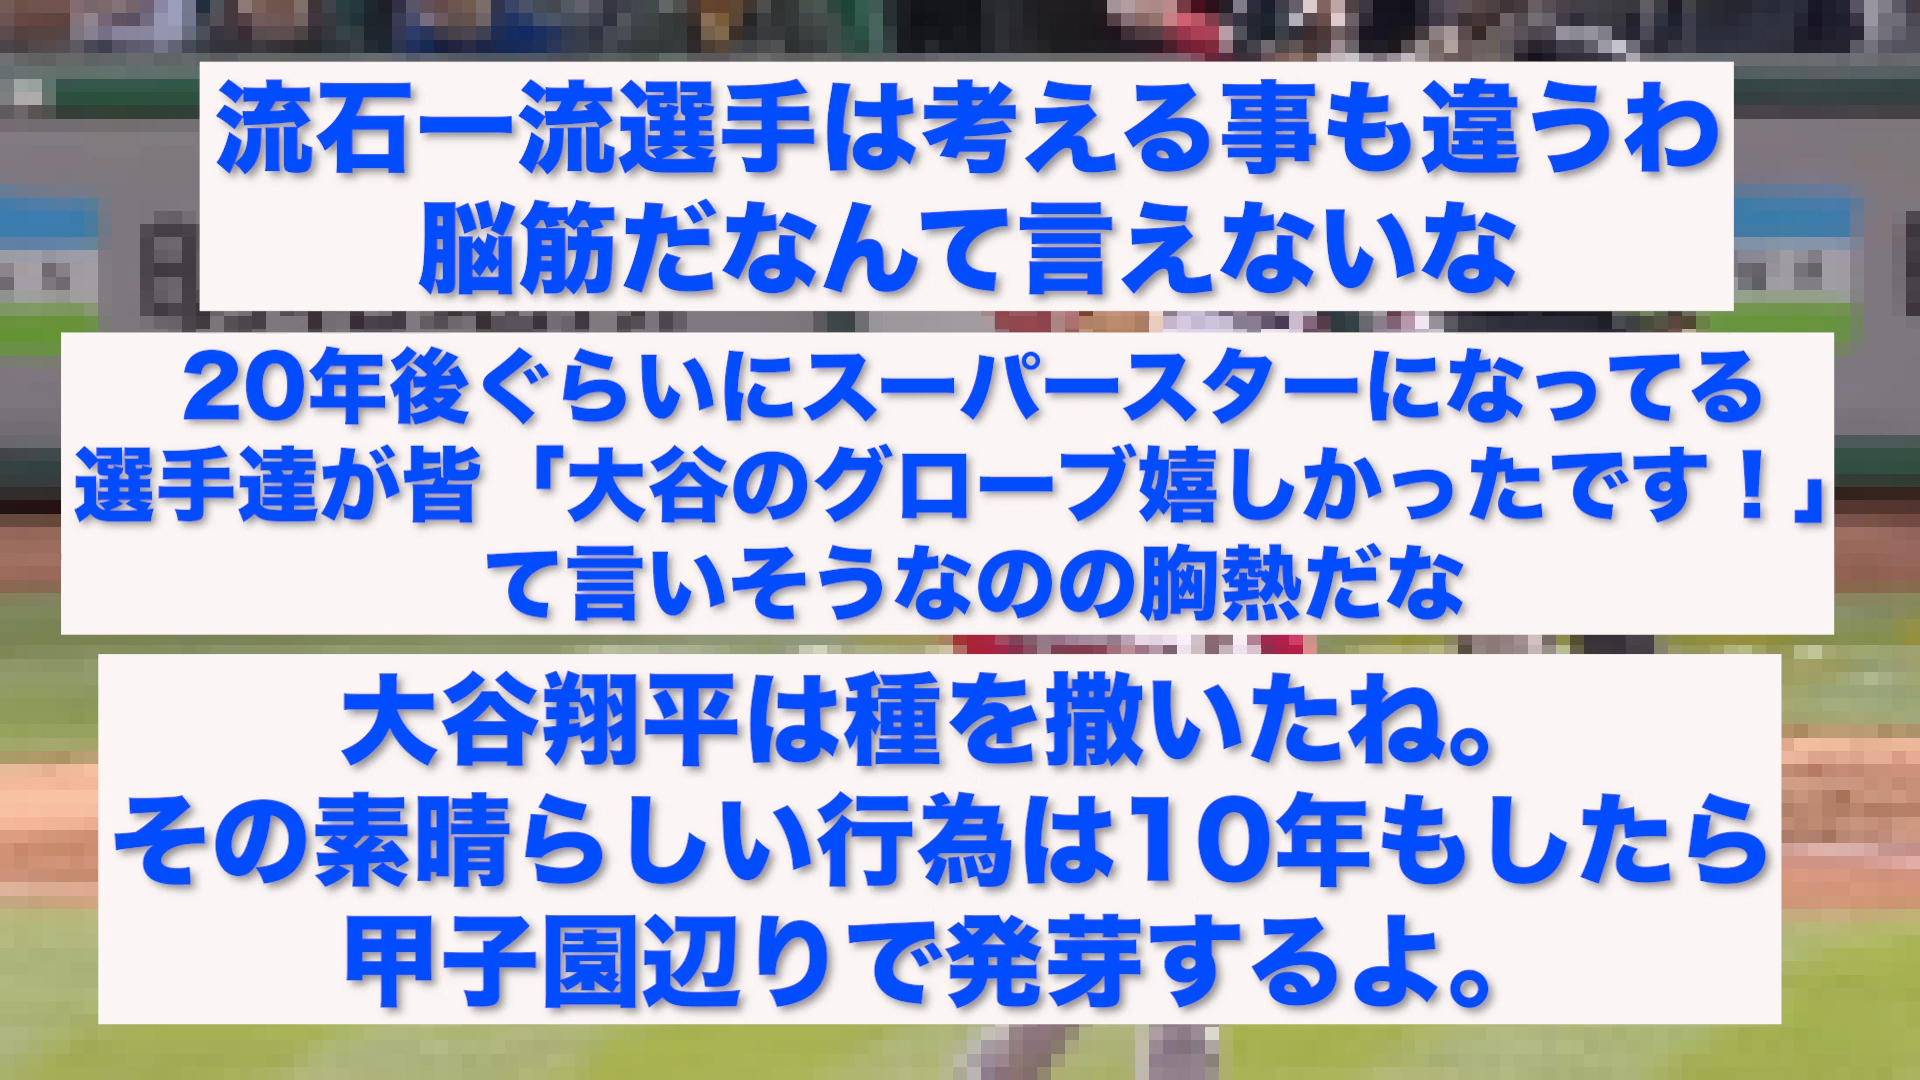 流石一流選手は考える事も違うわ
脳筋だなんて言えないな
20年後ぐらいにスーパースターになってる
選手達が皆「大谷のグローブ嬉しかったです！」
て言いそうなのの胸熱だな
大谷翔平は種を撒いたね。
その素晴らしい行為は10年もしたら
甲子園辺りで発芽するよ。